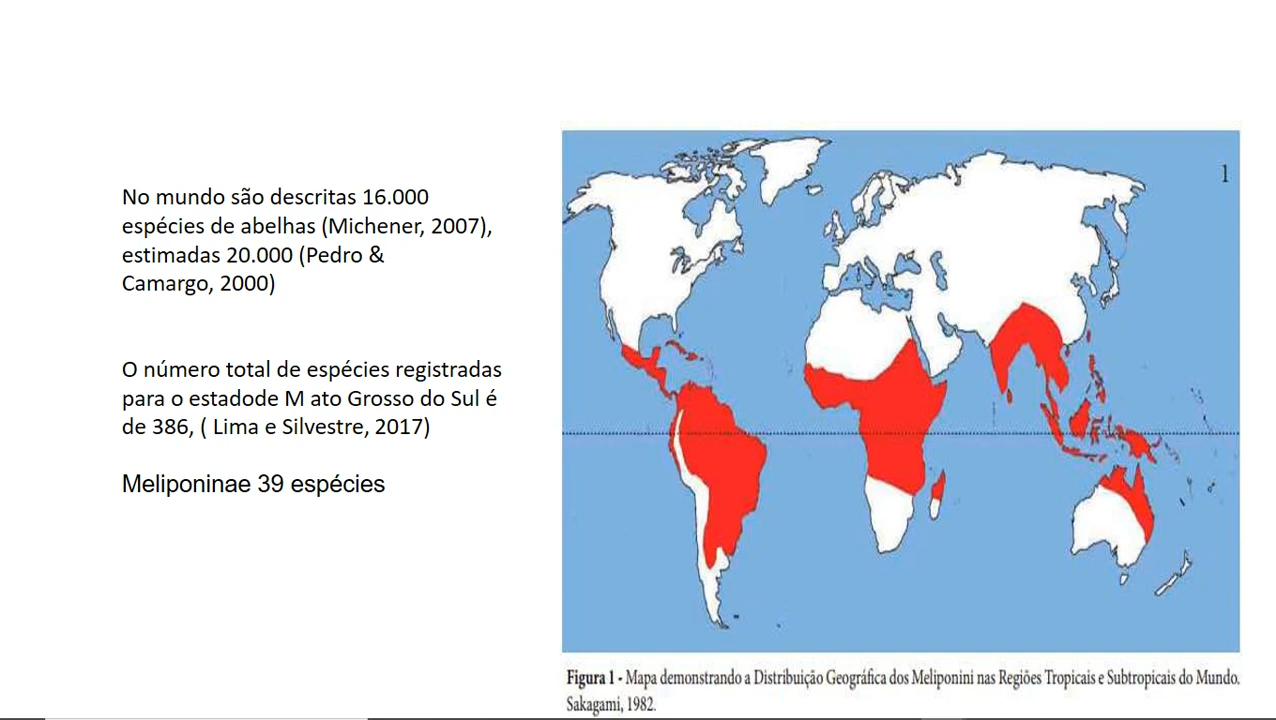 No mundo são descritas 16.000
espécies de abelhas (Michener, 2007),
estimadas 20.000 (Pedro &
Camargo, 2000)
O número total de espécies registradas
para o estadode M ato Grosso do Sul é
de 386, ( Lima e Silvestre, 2017)
Meliponinae 39 espécies
1
Figura 1 - Mapa demonstrando a Distribuição Geográfica dos Meliponini nas Regiões Tropicais e Subtropicais do Mundo.
Sakagami, 1982.